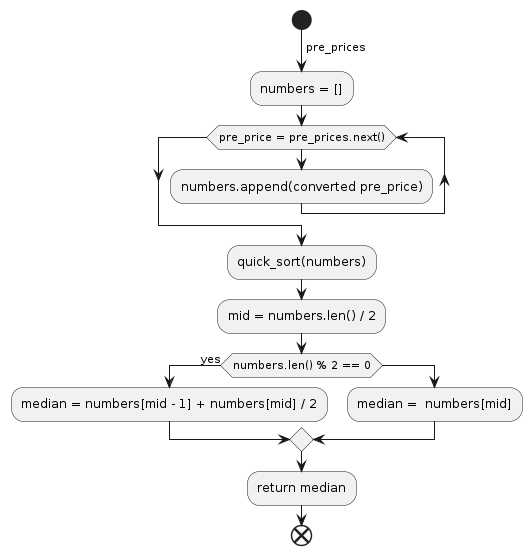 pre_prices
numbers = []
pre_price = pre_prices.next()
numbers.append(converted pre_price)
quick_sort(numbers)
mid = numbers.len() / 2
yes
numbers.len() % 2 == 0
median = numbers[mid - 1] + numbers[mid] / 2
median =  numbers[mid]
return median